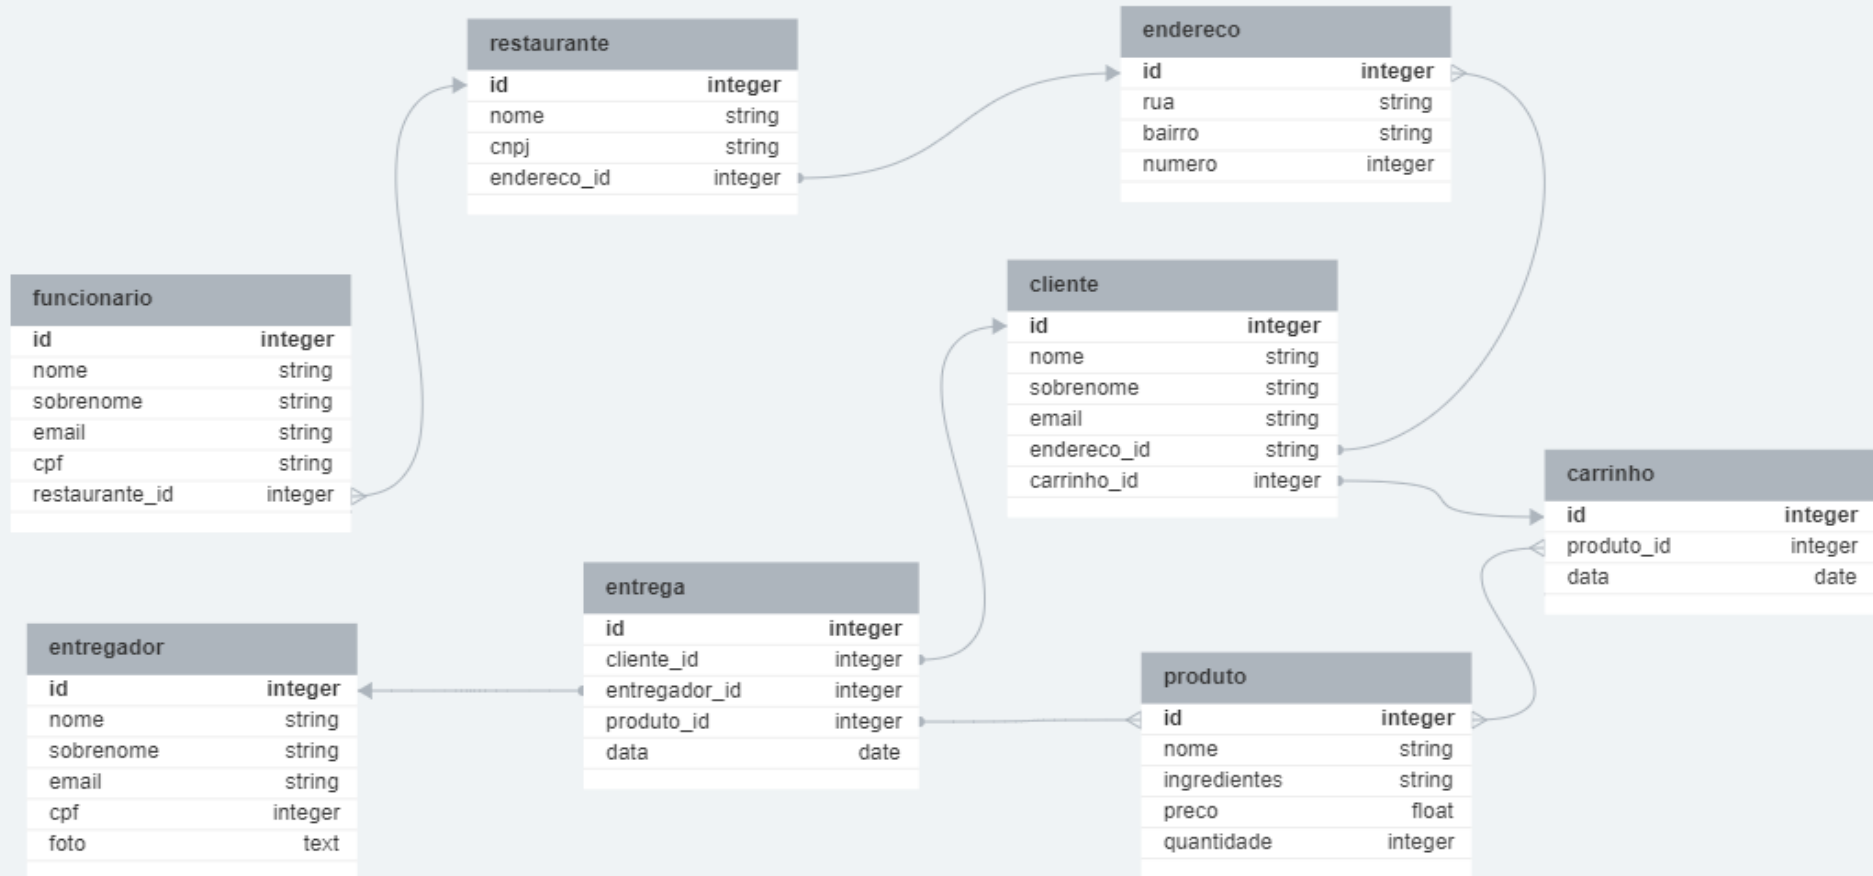 restaurante
id integer
nome string
cnpj string
endereco_id integer
endereco
id integer
rua string
bairro string
numero integer
funcionario
id integer
nome string
sobrenome string
email string
cpf string
restaurante_id integer
cliente
id integer
nome string
sobrenome string
email string
endereco_id string
carrinho_id integer
carrinho
id integer
produto_id integer
data date
entrega
id integer
cliente_id integer
entregador_id integer
produto_id integer
data date
entregador
id integer
nome string
sobrenome string
email string
cpf integer
foto text
produto
id integer
nome string
ingredientes string
preco float
quantidade integer